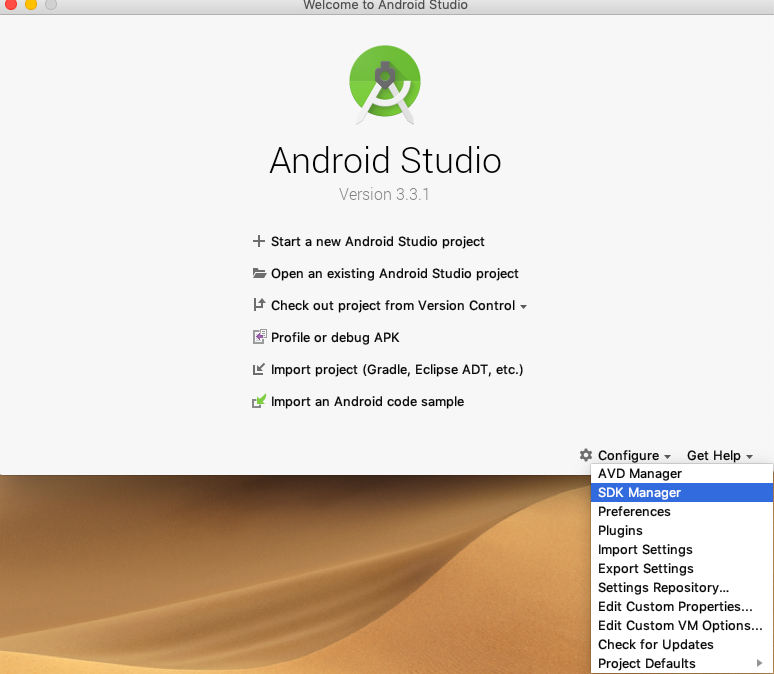 Welcome to Android Studio
Android Studio
Version 3.3.1
Start a new Android Studio project
Open an existing Android Studio project
Check out project from Version Control
Profile or debug APK
Import project (Gradle, Eclipse ADT, etc.)
Import an Android code sample
Configure Get Help
AVD Manager
SDK Manager
Preferences
Plugins
Import Settings
Export Settings
Settings Repository...
Edit Custom Properties...
Edit Custom VM Options...
Check for Updates
Project Defaults